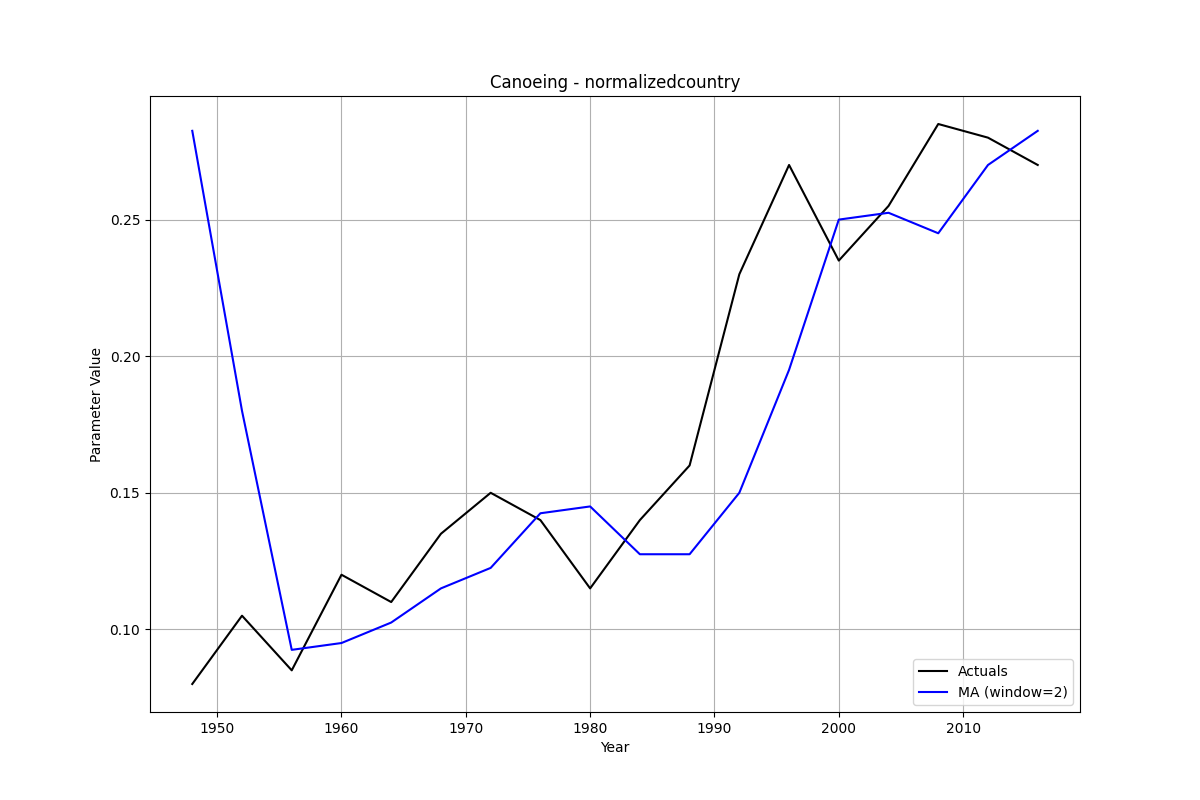 Canoeing - normalizedcountry
Parameter Value
0.25
0.20
0.15
0.10
1950 1960 1970 1980 1990 2000 2010
Year
Actuals
MA (window=2)